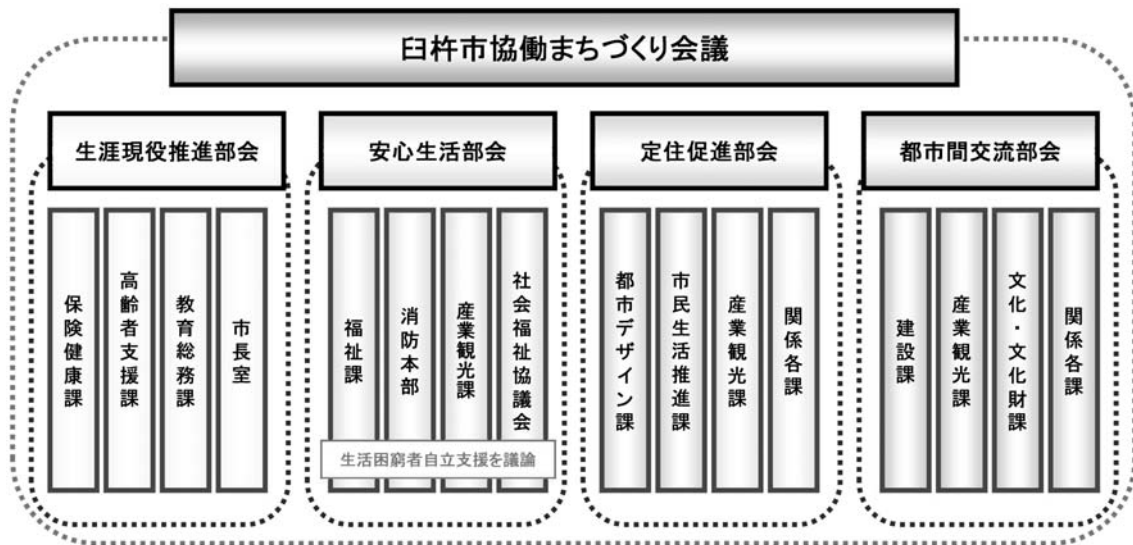 臼杵市協働まちづくり会議
生涯現役推進部会
保険健康課
高齢者支援課
教育総務課
市長室
安心生活部会
福祉課
消防本部
産業観光課
社会福祉協議会
生活困窮者自立支援を議論
定住促進部会
都市デザイン課
市民生活推進課
産業観光課
関係各課
都市間交流部会
建設課
産業観光課
文化・文化財課
関係各課